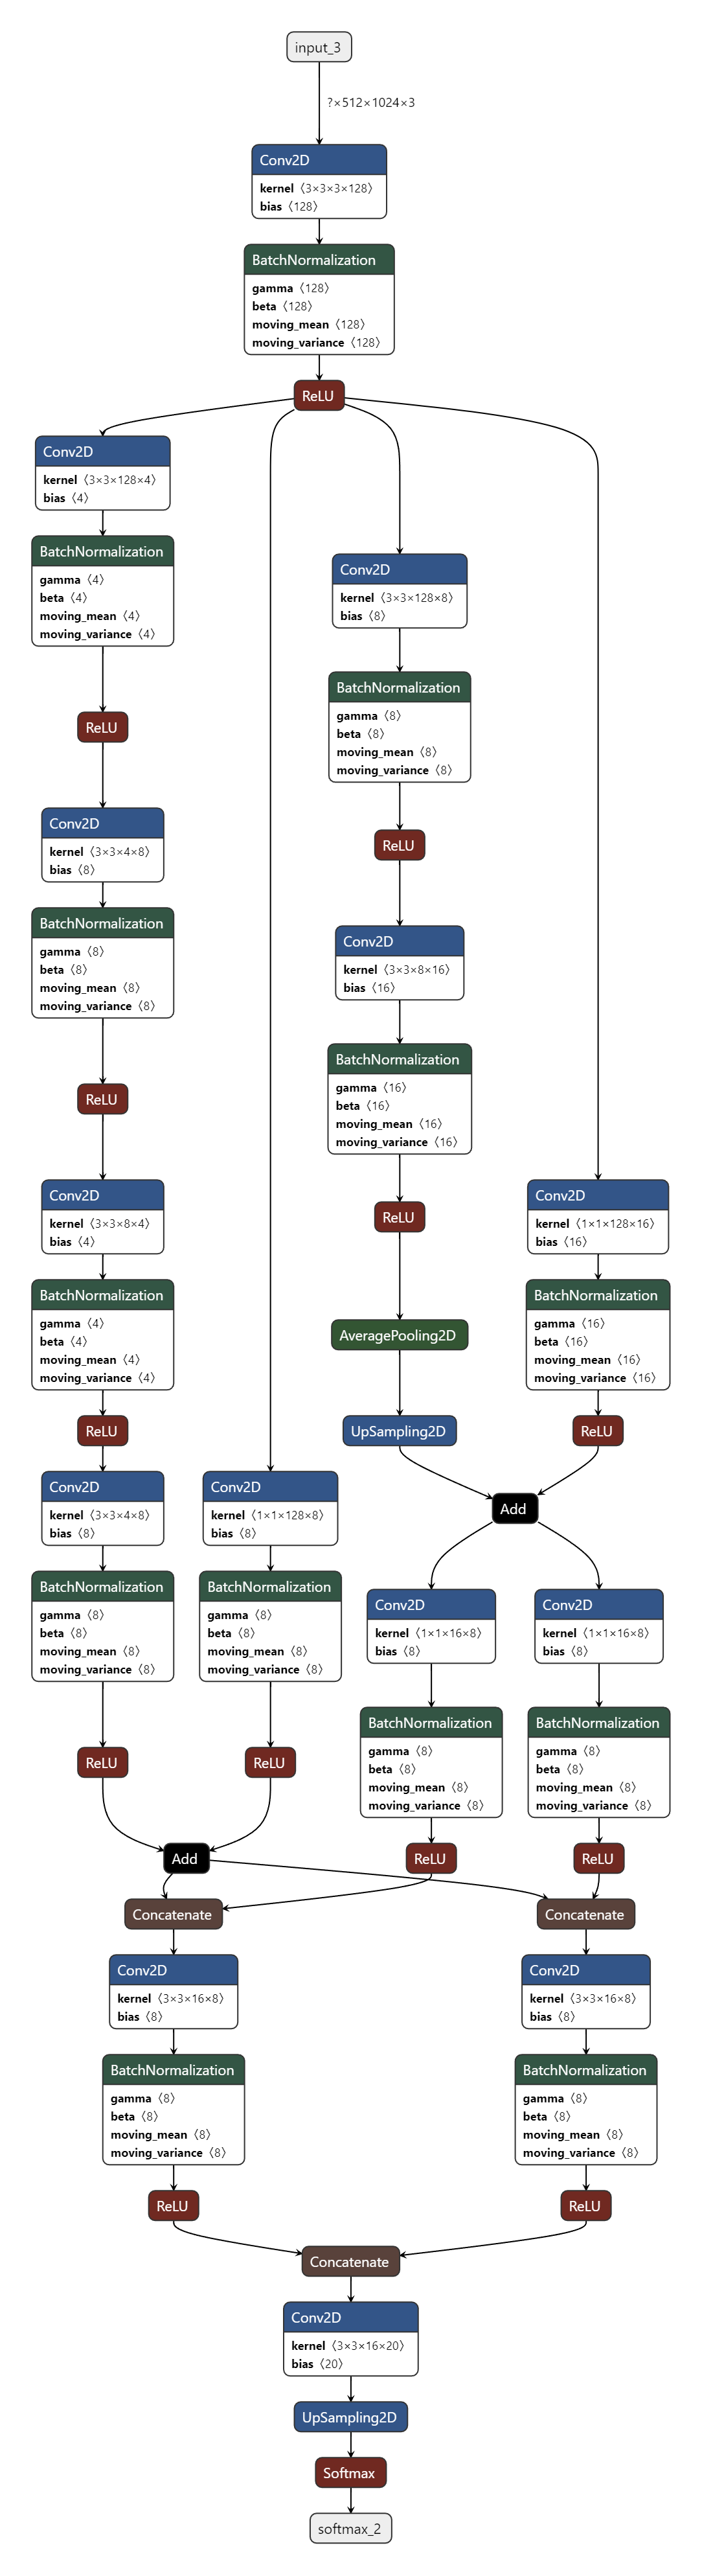 input_3
?×512×1024×3
Conv2D
kernel 〈3×3×3×128〉
bias 〈128〉
BatchNormalization
gamma 〈128〉
beta 〈128〉
moving_mean 〈128〉
moving_variance 〈128〉
ReLU
Conv2D
kernel 〈3×3×128×4〉
bias 〈4〉
BatchNormalization
gamma 〈4〉
beta 〈4〉
moving_mean 〈4〉
moving_variance 〈4〉
ReLU
Conv2D
kernel 〈3×3×4×8〉
bias 〈8〉
BatchNormalization
gamma 〈8〉
beta 〈8〉
moving_mean 〈8〉
moving_variance 〈8〉
ReLU
Conv2D
kernel 〈3×3×8×4〉
bias 〈4〉
BatchNormalization
gamma 〈4〉
beta 〈4〉
moving_mean 〈4〉
moving_variance 〈4〉
ReLU
Conv2D
kernel 〈3×3×4×8〉
bias 〈8〉
BatchNormalization
gamma 〈8〉
beta 〈8〉
moving_mean 〈8〉
moving_variance 〈8〉
ReLU
Conv2D
kernel 〈1×1×128×8〉
bias 〈8〉
BatchNormalization
gamma 〈8〉
beta 〈8〉
moving_mean 〈8〉
moving_variance 〈8〉
ReLU
Conv2D
kernel 〈3×3×128×8〉
bias 〈8〉
BatchNormalization
gamma 〈8〉
beta 〈8〉
moving_mean 〈8〉
moving_variance 〈8〉
ReLU
Conv2D
kernel 〈3×3×8×16〉
bias 〈16〉
BatchNormalization
gamma 〈16〉
beta 〈16〉
moving_mean 〈16〉
moving_variance 〈16〉
ReLU
AveragePooling2D
UpSampling2D
Conv2D
kernel 〈1×1×128×16〉
bias 〈16〉
BatchNormalization
gamma 〈16〉
beta 〈16〉
moving_mean 〈16〉
moving_variance 〈16〉
ReLU
Add
Conv2D
kernel 〈1×1×16×8〉
bias 〈8〉
BatchNormalization
gamma 〈8〉
beta 〈8〉
moving_mean 〈8〉
moving_variance 〈8〉
ReLU
Conv2D
kernel 〈1×1×16×8〉
bias 〈8〉
BatchNormalization
gamma 〈8〉
beta 〈8〉
moving_mean 〈8〉
moving_variance 〈8〉
ReLU
Add
Concatenate
Conv2D
kernel 〈3×3×16×8〉
bias 〈8〉
BatchNormalization
gamma 〈8〉
beta 〈8〉
moving_mean 〈8〉
moving_variance 〈8〉
ReLU
Concatenate
Conv2D
kernel 〈3×3×16×8〉
bias 〈8〉
BatchNormalization
gamma 〈8〉
beta 〈8〉
moving_mean 〈8〉
moving_variance 〈8〉
ReLU
Concatenate
Conv2D
kernel 〈3×3×16×20〉
bias 〈20〉
UpSampling2D
Softmax
softmax_2